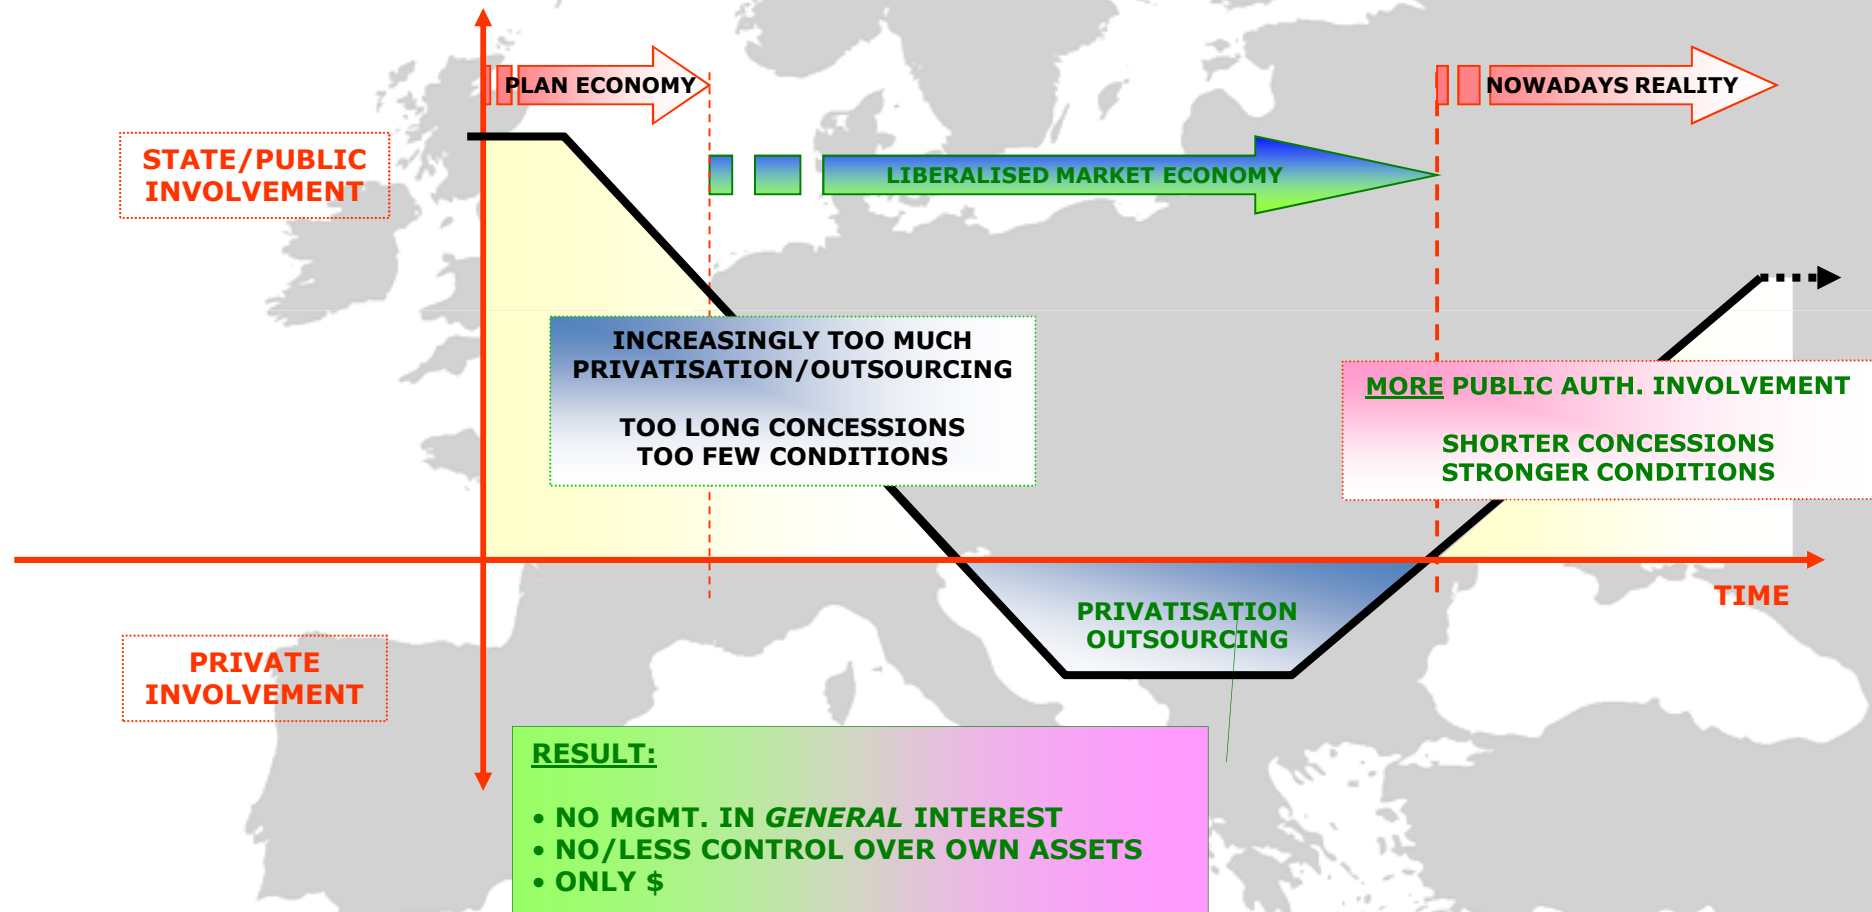 PLAN ECONOMY
NOWADAYS REALITY
STATE/PUBLIC
INVOLVEMENT
LIBERALISED MARKET ECONOMY
INCREASINGLY TOO MUCH
PRIVATISATION/OUTSOURCING
TOO LONG CONCESSIONS
TOO FEW CONDITIONS
MORE PUBLIC AUTH. INVOLVEMENT
SHORTER CONCESSIONS
STRONGER CONDITIONS
TIME
PRIVATISATION
OUTSOURCING
PRIVATE
INVOLVEMENT
RESULT:
• NO MGMT. IN GENERAL INTEREST
• NO/LESS CONTROL OVER OWN ASSETS
• ONLY $